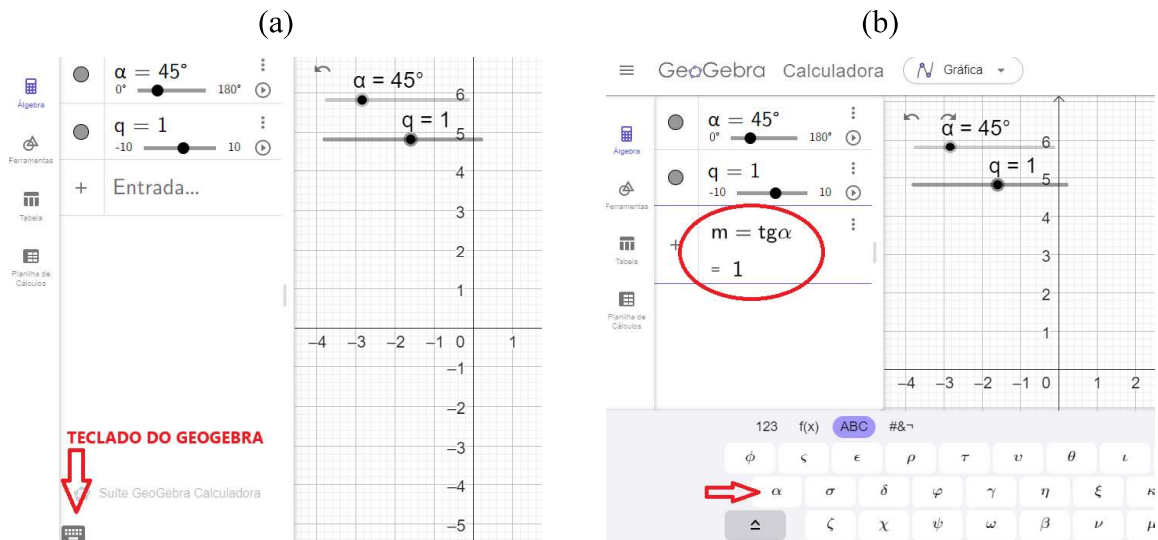 (a)
Álgebra
Ferramentas
Tabela
Planilha de
Cálculos
α = 45°
0° 180°
q = 1
-10 10
+ Entrada...
TECLADO DO GEOGEBRA
Suíte GeoGebra Calculadora
α = 45°
q = 1
6
5
4
3
2
1
–4 –3 –2 –1 0 1
–1
–2
–3
–4
–5
(b)
GeoGebra Calculadora Gráfica
Álgebra
Ferramentas
Tabela
Planilha de
Cálculos
α = 45°
0° 180°
q = 1
-10 10
+ m = tgα
= 1
α = 45°
q = 1
6
5
4
3
2
1
–4 –3 –2 –1 0 1 2
123 f(x) ABC #&¬
ϕ ς ϵ ρ τ υ θ ι
α σ δ φ γ η ξ κ
ζ χ ψ ω β ν μ